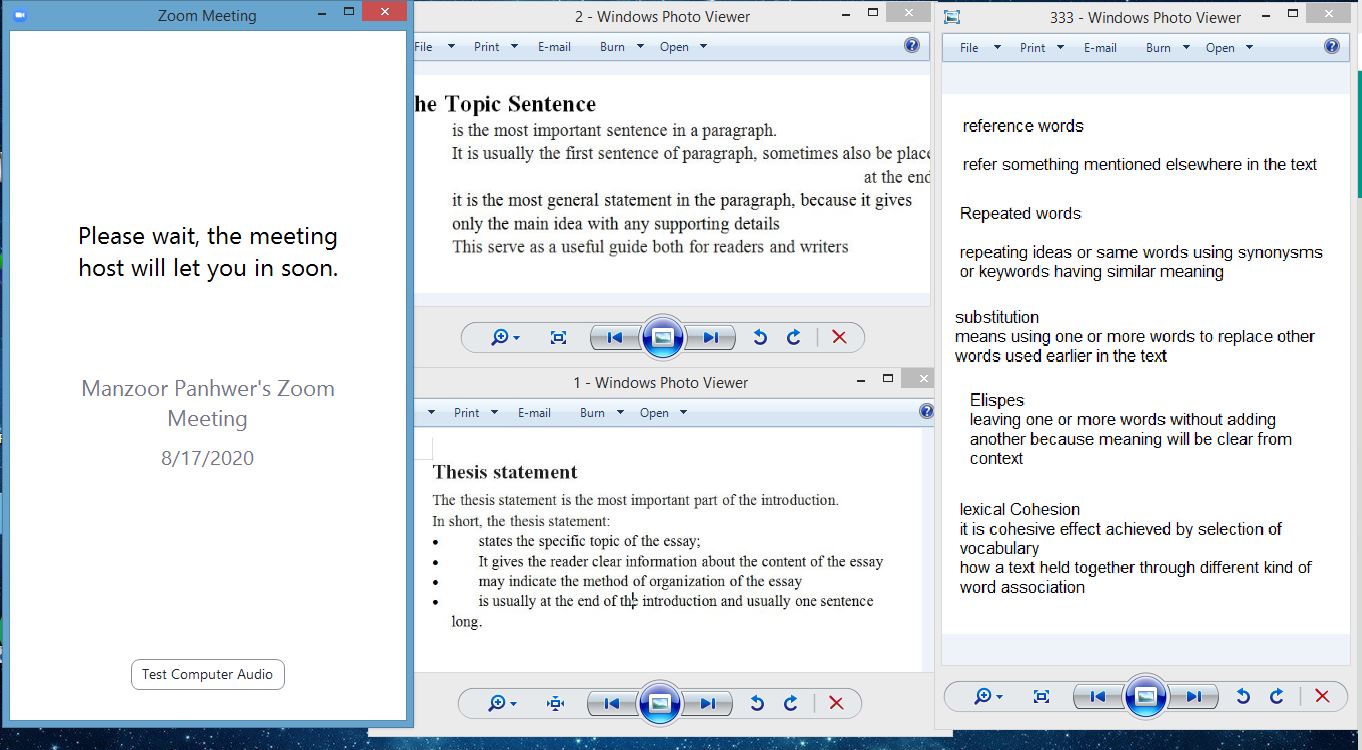 Zoom Meeting
Please wait, the meeting
host will let you in soon.
Manzoor Panhwer's Zoom
Meeting
8/17/2020
Test Computer Audio
2 - Windows Photo Viewer
File Print E-mail Burn Open
he Topic Sentence
is the most important sentence in a paragraph.
It is usually the first sentence of paragraph, sometimes also be place
at the end
it is the most general statement in the paragraph, because it gives
only the main idea with any supporting details
This serve as a useful guide both for readers and writers
1 - Windows Photo Viewer
Print E-mail Burn Open
Thesis statement
The thesis statement is the most important part of the introduction.
In short, the thesis statement:
• states the specific topic of the essay;
• It gives the reader clear information about the content of the essay
• may indicate the method of organization of the essay
• is usually at the end of the introduction and usually one sentence
long.
333 - Windows Photo Viewer
File Print E-mail Burn Open
reference words
refer something mentioned elsewhere in the text
Repeated words
repeating ideas or same words using synonysms
or keywords having similar meaning
substitution
means using one or more words to replace other
words used earlier in the text
Elispes
leaving one or more words without adding
another because meaning will be clear from
context
lexical Cohesion
it is cohesive effect achieved by selection of
vocabulary
how a text held together through different kind of
word association